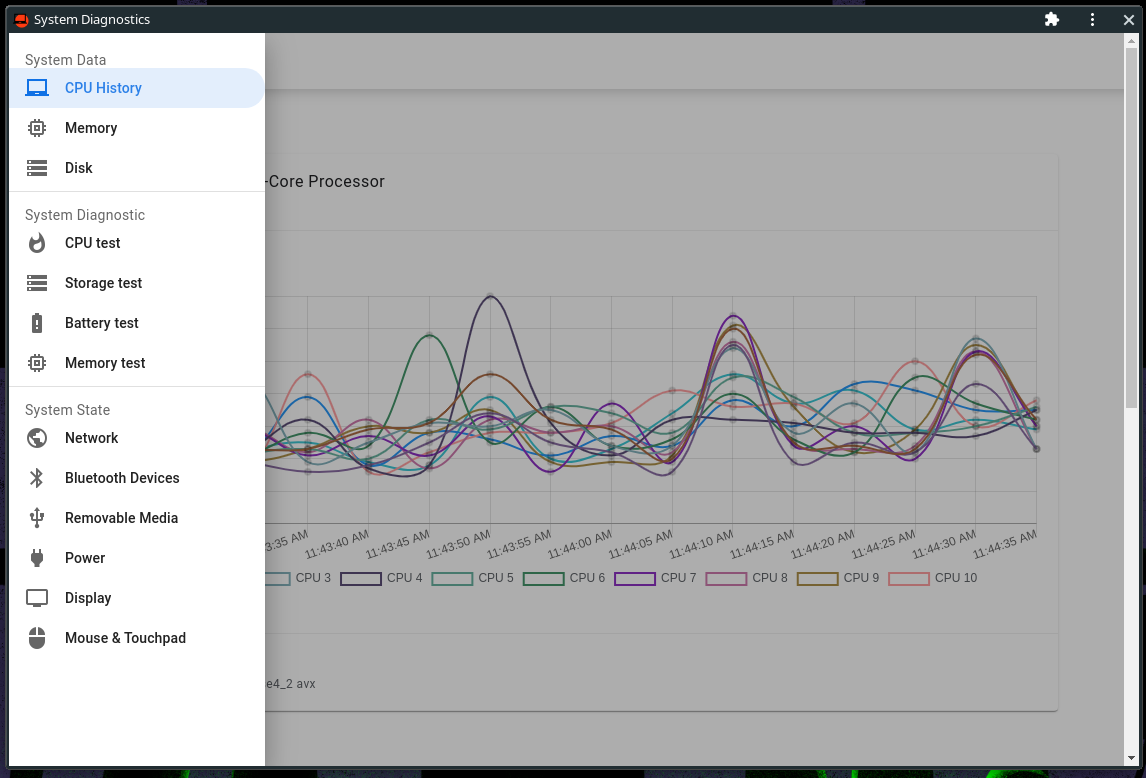 System Diagnostics
System Data
CPU History
Memory
Disk
System Diagnostic
CPU test
Storage test
Battery test
Memory test
System State
Network
Bluetooth Devices
Removable Media
Power
Display
Mouse & Touchpad
-Core Processor
3:35 AM 11:43:40 AM 11:43:45 AM 11:43:50 AM 11:43:55 AM 11:44:00 AM 11:44:05 AM 11:44:10 AM 11:44:15 AM 11:44:20 AM 11:44:25 AM 11:44:30 AM 11:44:35 AM
CPU 3 CPU 4 CPU 5 CPU 6 CPU 7 CPU 8 CPU 9 CPU 10
e4_2 avx